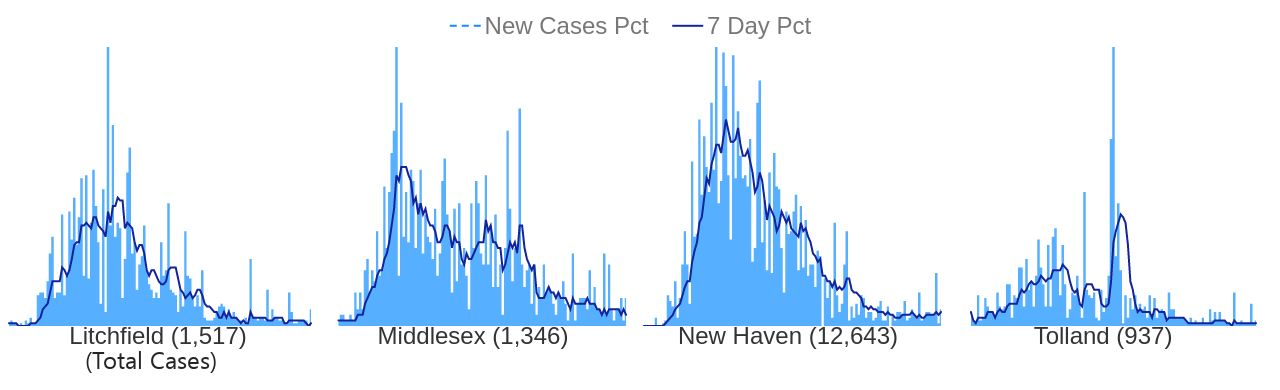 New Cases Pct 7 Day Pct
Litchfield (1,517) Middlesex (1,346) New Haven (12,643) Tolland (937)
(Total Cases)